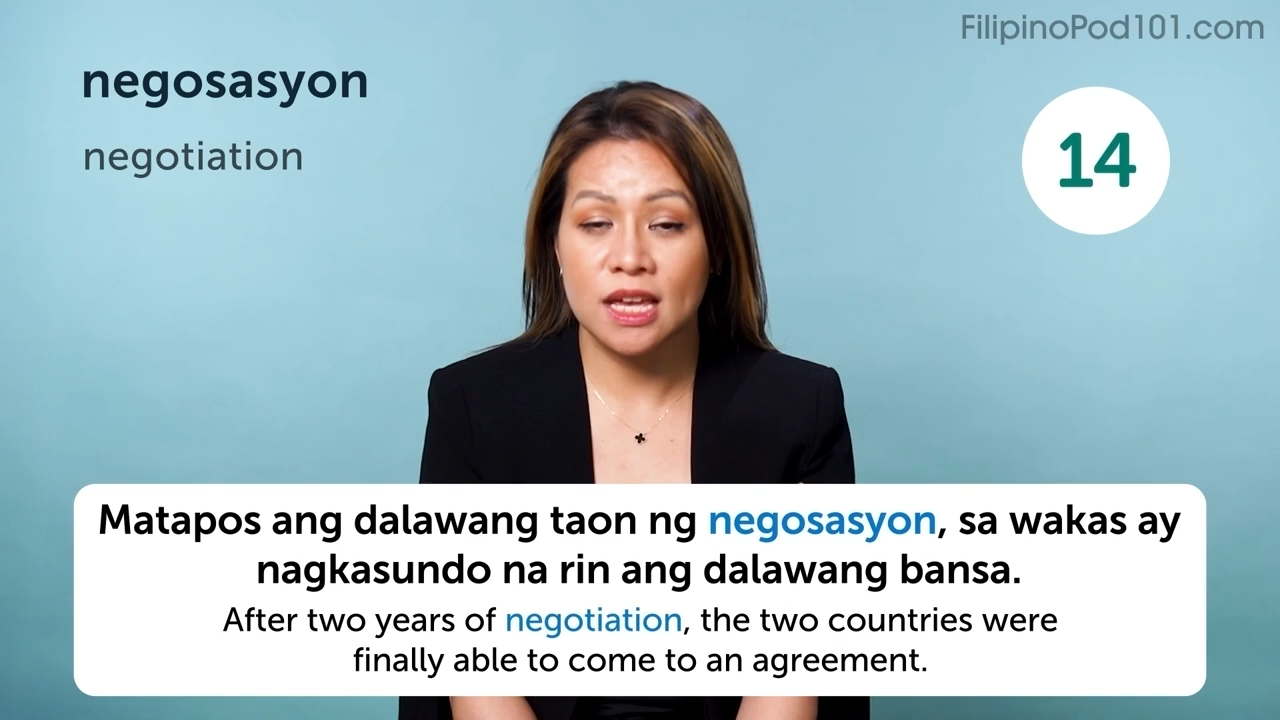 FilipinoPod101.com
negosasyon
negotiation
14
Matapos ang dalawang taon ng negosasyon, sa wakas ay
nagkasundo na rin ang dalawang bansa.
After two years of negotiation, the two countries were
finally able to come to an agreement.